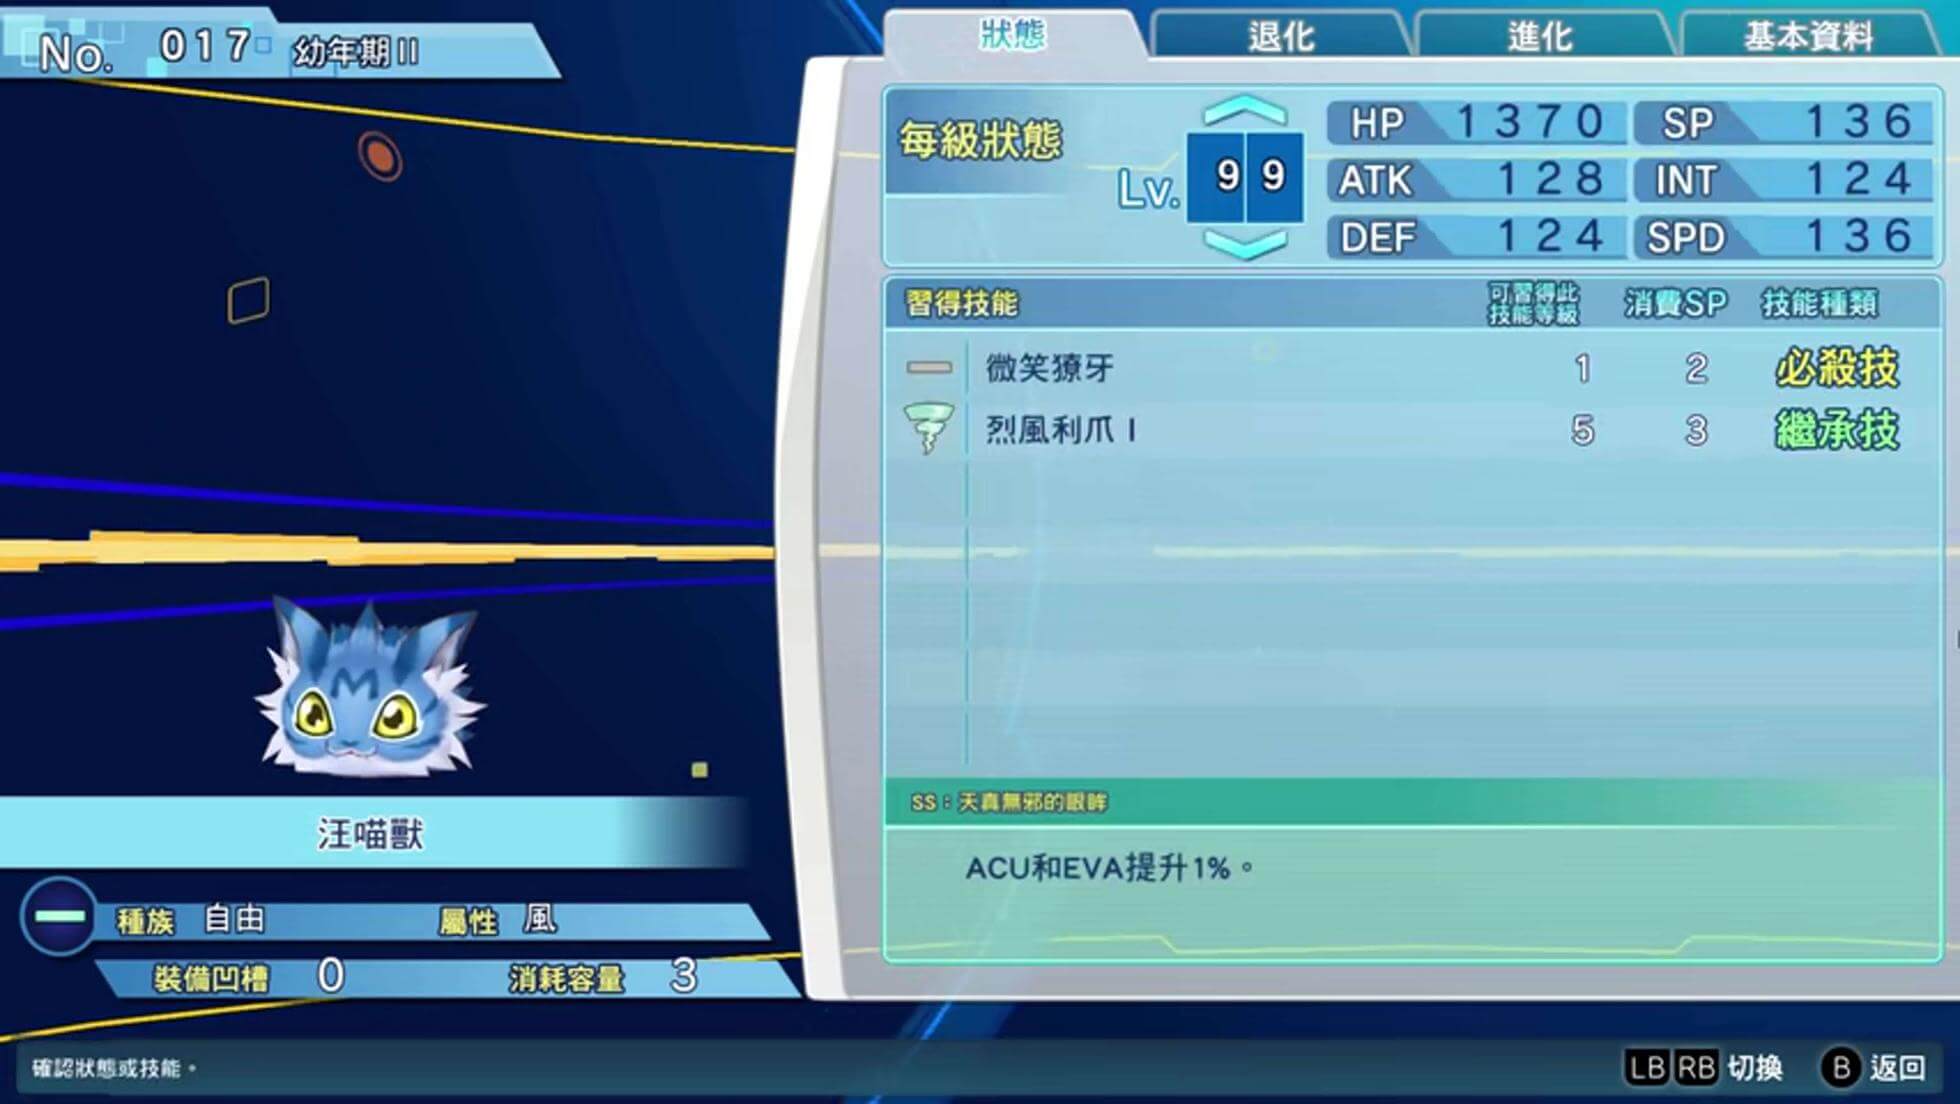 No. 017 幼年期II
狀態 退化 進化 基本資料
每級狀態
Lv. 99
HP 1370 SP 136
ATK 128 INT 124
DEF 124 SPD 136
習得技能 可習得此技能等級 消費SP 技能種類
微笑獠牙 1 2 必殺技
烈風利爪 I 5 3 繼承技
SS：天真無邪的眼眸
ACU和EVA提升1%。
M
汪喵獸
種族 自由 屬性 風
裝備凹槽 0 消耗容量 3
確認狀態或技能。
LB RB 切換 B 返回